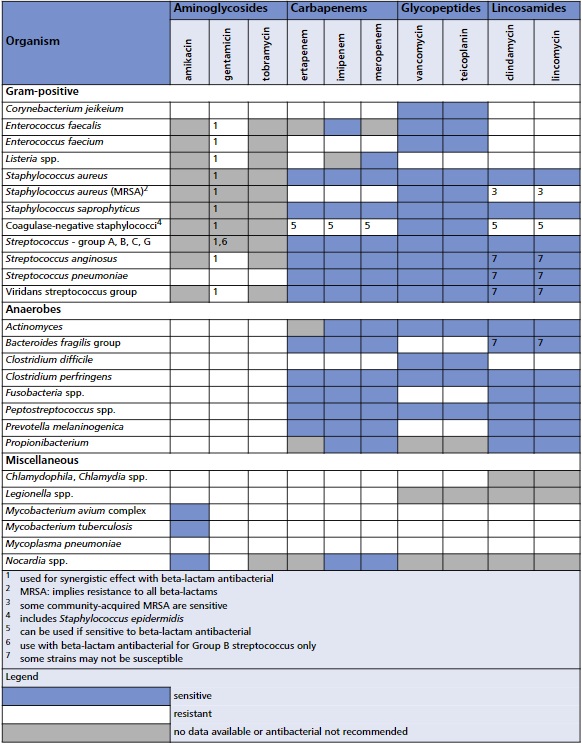 Organism Aminoglycosides Carbapenems Glycopeptides Lincosamides
amikacin gentamicin tobramycin ertapenem imipenem meropenem vancomycin teicoplanin dindamycin lincomycin
Gram-positive
Corynebacterium jeikeium
Enterococcus faecalis 1
Enterococcus faecium 1
Listeria spp. 1
Staphylococcus aureus 1
Staphylococcus aureus (MRSA)2 1 3 3
Staphylococcus saprophyticus 1
Coagulase-negative staphylococci4 1 5 5 5 5 5
Streptococcus - group A, B, C, G 1,6
Streptococcus anginosus 1 7 7
Streptococcus pneumoniae 7 7
Viridans streptococcus group 1 7 7
Anaerobes
Actinomyces
Bacteroides fragilis group 7 7
Clostridium difficile
Clostridium perfringens
Fusobacteria spp.
Peptostreptococcus spp.
Prevotella melaninogenica
Propionibacterium
Miscellaneous
Chlamydophila, Chlamydia spp.
Legionella spp.
Mycobacterium avium complex
Mycobacterium tuberculosis
Mycoplasma pneumoniae
Nocardia spp.
1 used for synergistic effect with beta-lactam antibacterial
2 MRSA: implies resistance to all beta-lactams
3 some community-acquired MRSA are sensitive
4 includes Staphylococcus epidermidis
5 can be used if sensitive to beta-lactam antibacterial
6 use with beta-lactam antibacterial for Group B streptococcus only
7 some strains may not be susceptible
Legend
sensitive
resistant
no data available or antibacterial not recommended